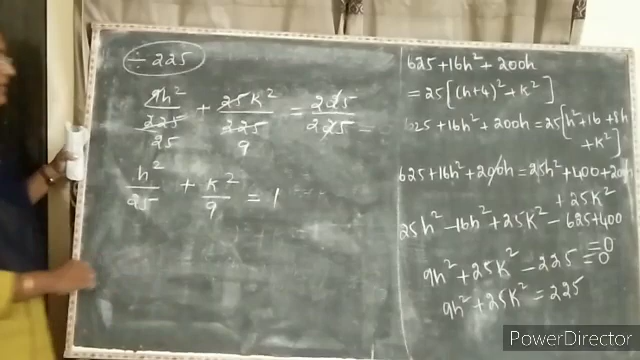 ÷ 225
9h²/225/25 + 25k²/225/9 = 225/225
h²/25 + k²/9 = 1
625+16h²+200h
= 25[(h+4)²+k²]
625+16h²+200h = 25[h²+16+8h
+k²]
625+16h²+200h = 25h²+400+200h
+25k²
25h²-16h²+25k²-625+400
=0
9h²+25k²-225=0
9h²+25k²=225
PowerDirector